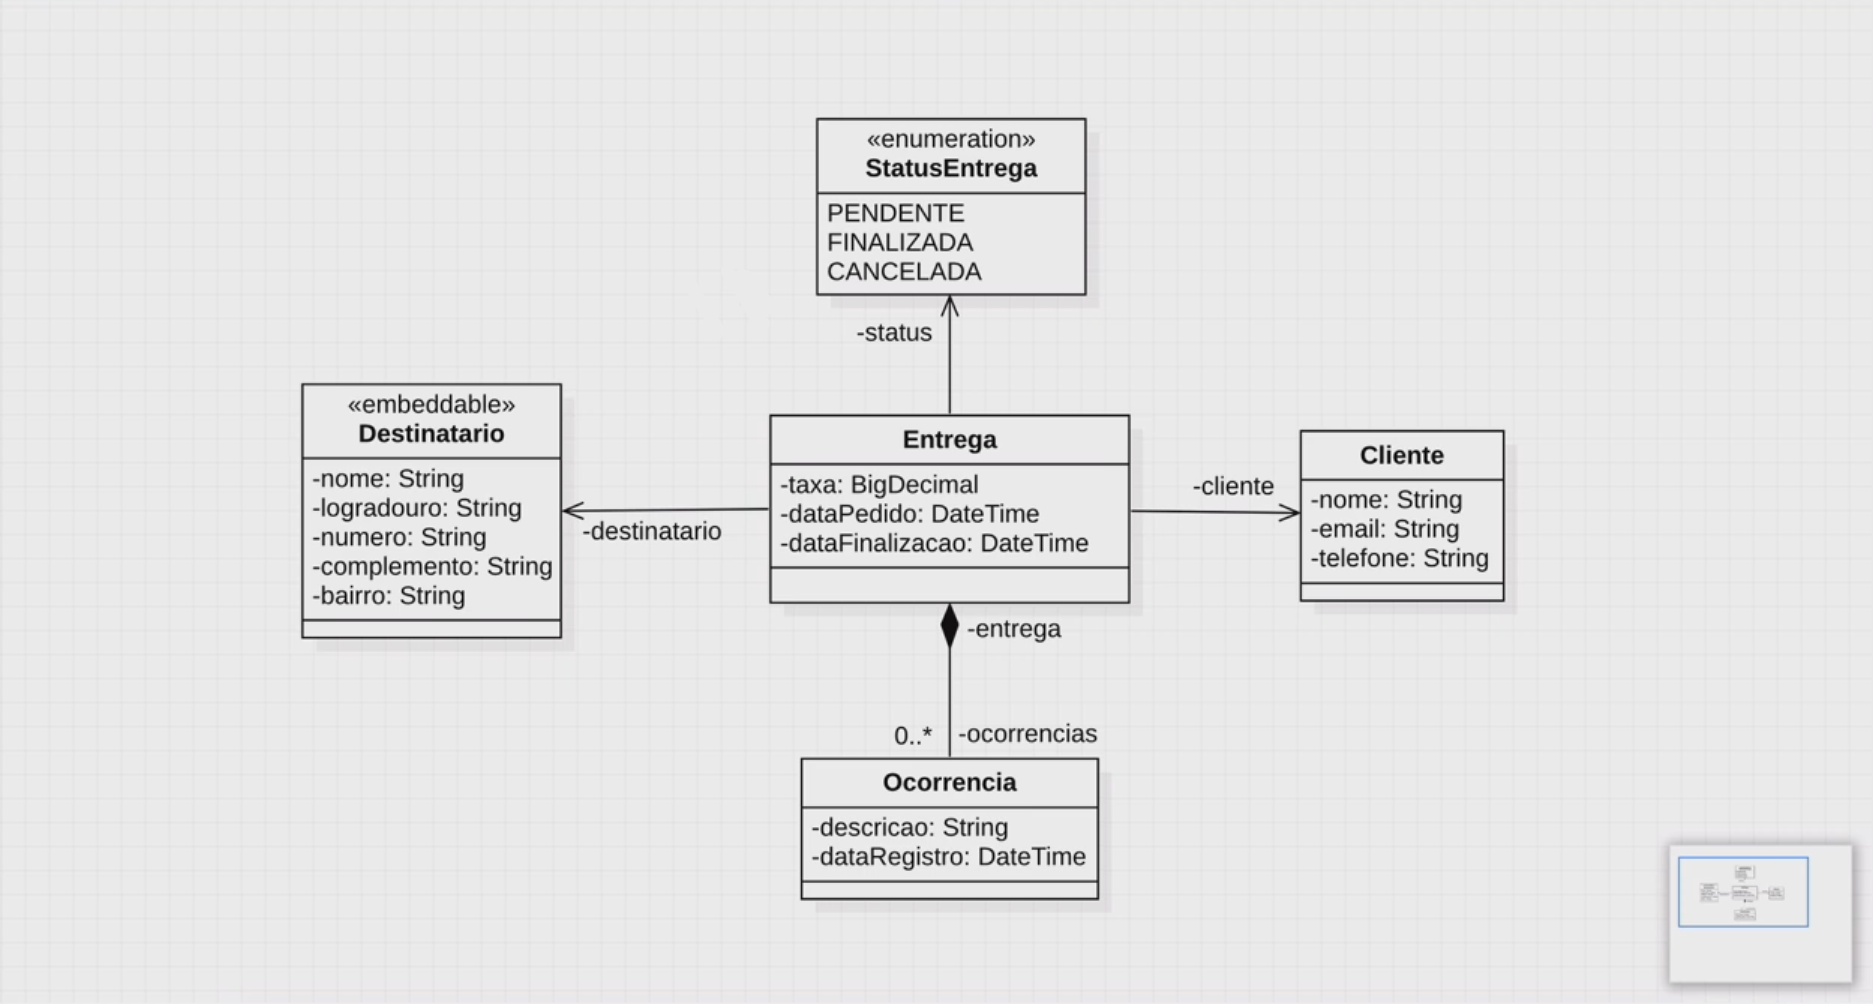 «enumeration»
StatusEntrega
PENDENTE
FINALIZADA
CANCELADA
-status
«embeddable»
Destinatario
-nome: String
-logradouro: String
-numero: String
-complemento: String
-bairro: String
-destinatario
Entrega
-taxa: BigDecimal
-dataPedido: DateTime
-dataFinalizacao: DateTime
-cliente
Cliente
-nome: String
-email: String
-telefone: String
-entrega
0..*
-ocorrencias
Ocorrencia
-descricao: String
-dataRegistro: DateTime